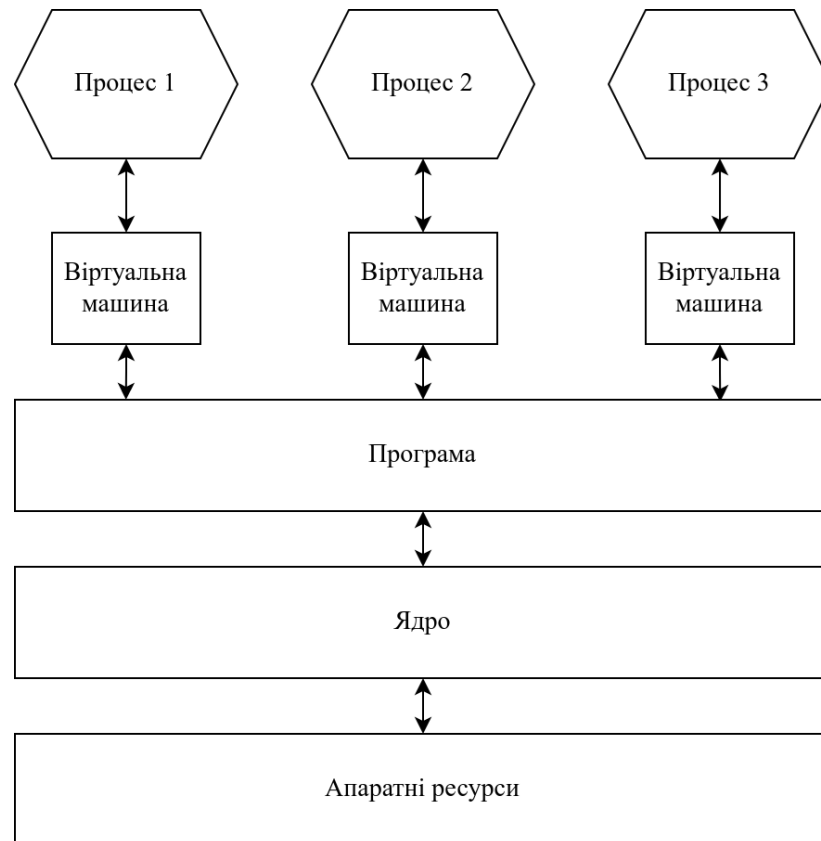 Процес 1
Процес 2
Процес 3
Віртуальна
машина
Віртуальна
машина
Віртуальна
машина
Програма
Ядро
Апаратні ресурси